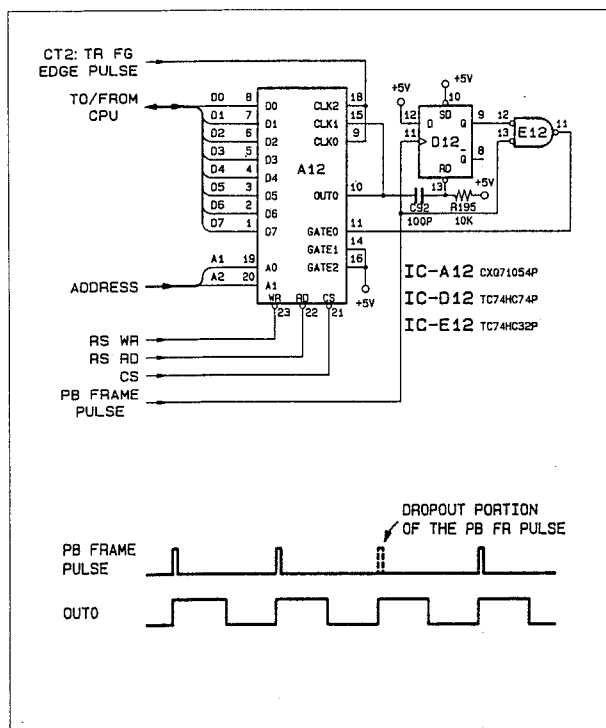 CT2: TR FG
EDGE PULSE
TO/FROM
CPU
D0 8 D0
D1 7 D1
D2 6 D2
D3 5 D3
D4 4 D4
D5 3 D5
D6 2 D6
D7 1 D7
A12
18 CLK2
15 CLK1
9 CLK0
10 OUT0
11 GATE0
14 GATE1
16 GATE2
+5V
ADDRESS
A1 19 A0
A2 20 A1
WR RD CS
23 22 21
RS WR
RS RD
CS
PB FRAME
PULSE
+5V
+5V
10
SD
12 D Q 9
11 D12
Q 8
RD
13
+5V
C92
100P
R195
10K
12
13
E12
11
IC-A12 CXQ71054P
IC-D12 TC74HC74P
IC-E12 TC74HC32P
DROPOUT PORTION
OF THE PB FR PULSE
PB FRAME
PULSE
OUT0